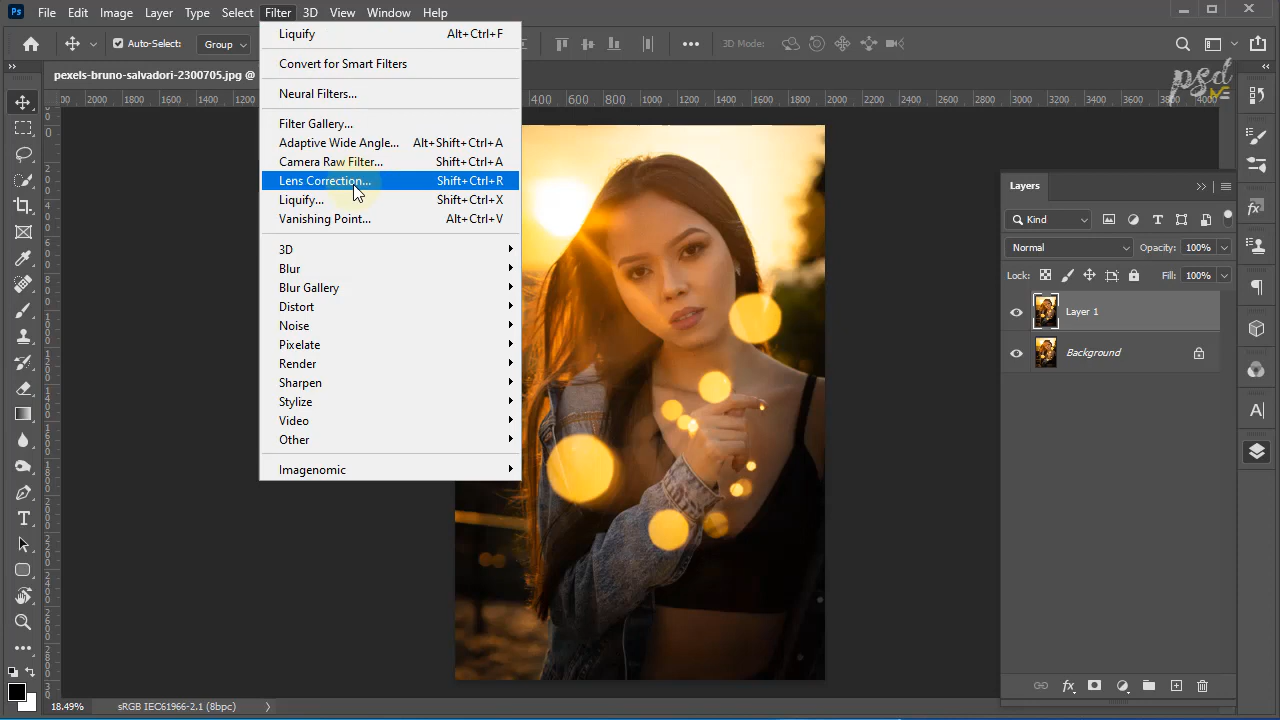 Ps File Edit Image Layer Type Select Filter 3D View Window Help
Auto-Select: Group 3D Mode:
pexels-bruno-salvadori-2300705.jpg @
psd
2000 1800 1600 1400 1200 400 600 800 1000 1200 1400 1600 1800 2000 2200 2400 2600 2800 3000 3200 3400 3600 3800 4000
Liquify Alt+Ctrl+F
Convert for Smart Filters
Neural Filters...
Filter Gallery...
Adaptive Wide Angle... Alt+Shift+Ctrl+A
Camera Raw Filter... Shift+Ctrl+A
Lens Correction... Shift+Ctrl+R
Liquify... Shift+Ctrl+X
Vanishing Point... Alt+Ctrl+V
3D
Blur
Blur Gallery
Distort
Noise
Pixelate
Render
Sharpen
Stylize
Video
Other
Imagenomic
Layers
Kind
Normal Opacity: 100%
Lock: Fill: 100%
Layer 1
Background
18.49% sRGB IEC61966-2.1 (8bpc)